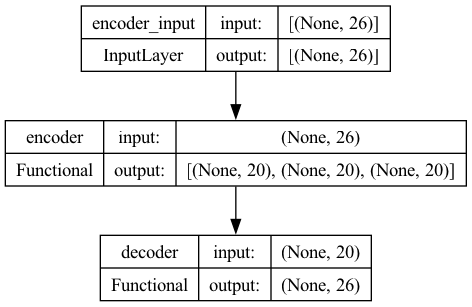 encoder_input input: [(None, 26)]
InputLayer output: [(None, 26)]
encoder input: (None, 26)
Functional output: [(None, 20), (None, 20), (None, 20)]
decoder input: (None, 20)
Functional output: (None, 26)